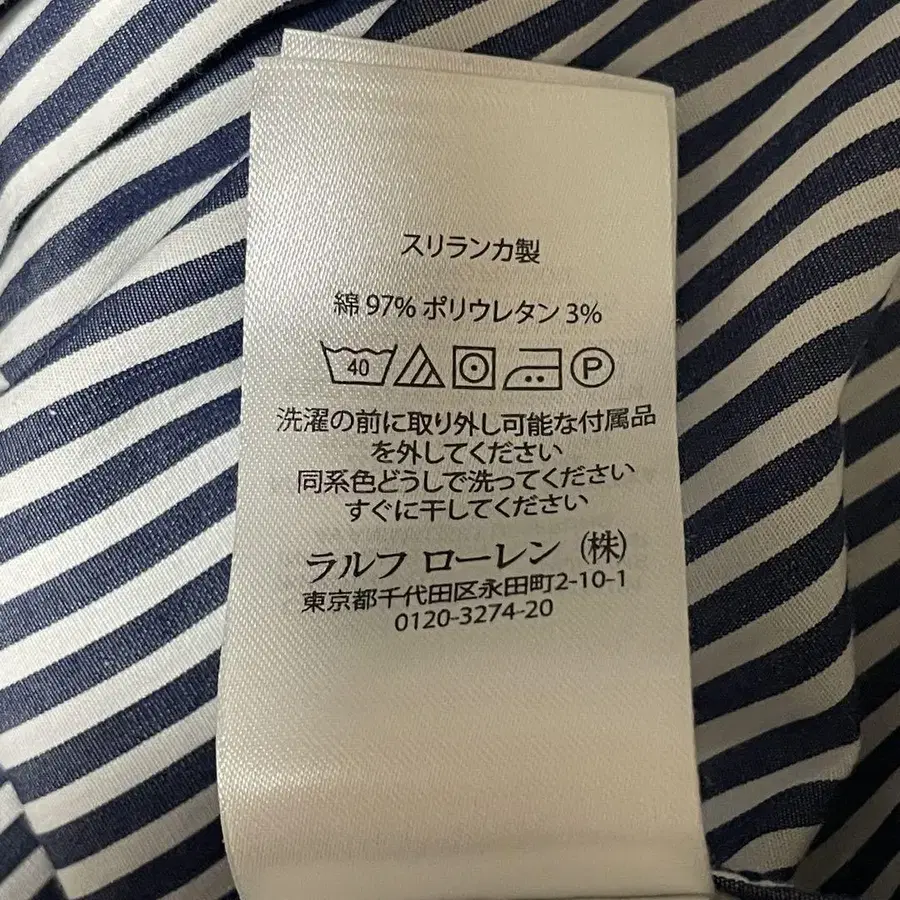 スリランカ製
綿 97% ポリウレタン 3%
40 P
洗濯の前に取り外し可能な付属品
を外してください
同系色どうしで洗ってください
すぐに干してください
ラルフ ローレン (株)
東京都千代田区永田町2-10-1
0120-3274-20